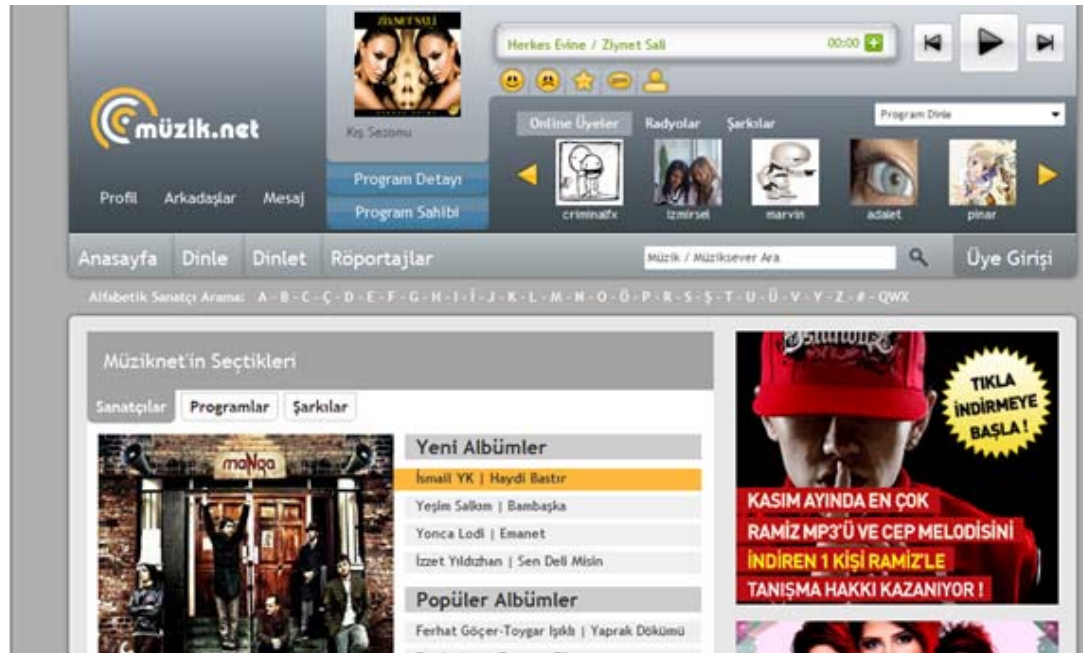 ZİYNET SALİ
Herkes Evine / Ziynet Sali 00:00
müzik.net
Kış Sezonu
Online Üyeler Radyolar Şarkılar Program Dinle
Program Detayı
Program Sahibi
criminalfx izmirsel marvin adalet pınar
Profil Arkadaşlar Mesaj
Anasayfa Dinle Dinlet Röportajlar Müzik / Müziksever Ara Üye Girişi
Alfabetik Sanatçı Arama: A - B - C - Ç - D - E - F - G - H - I - İ - J - K - L - M - N - O - Ö - P - R - S - Ş - T - U - Ü - V - Y - Z - # - QWX
Müziknet'in Seçtikleri
Sanatçılar Programlar Şarkılar
maNga
Yeni Albümler
İsmail YK | Haydi Bastır
Yeşim Salkım | Bambaşka
Yonca Lodi | Emanet
İzzet Yıldızhan | Sen Deli Misin
Popüler Albümler
Ferhat Göçer-Toygar Işıklı | Yaprak Dökümü
TIKLA
İNDİRMEYE
BAŞLA !
KASIM AYINDA EN ÇOK
RAMİZ MP3'Ü VE CEP MELODİSİNİ
İNDİREN 1 KİŞİ RAMİZ'LE
TANIŞMA HAKKI KAZANIYOR !